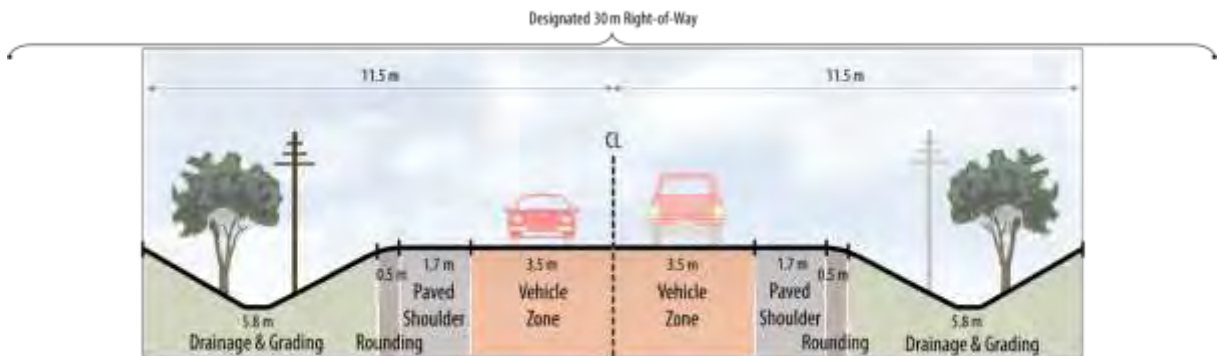 Designated 30 m Right-of-Way
11.5 m
11.5 m
CL
0.5 m
1.7 m
3.5 m
3.5 m
1.7 m
0.5 m
Paved
Shoulder
Vehicle
Zone
Vehicle
Zone
Paved
Shoulder
5.8 m
Drainage & Grading
Rounding
Rounding
5.8 m
Drainage & Grading